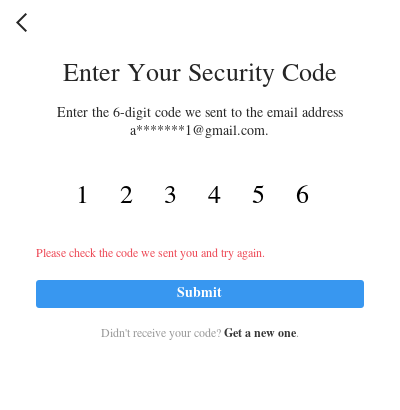 Enter Your Security Code
Enter the 6-digit code we sent to the email address
a*******1@gmail.com.
1 2 3 4 5 6
Please check the code we sent you and try again.
Submit
Didn't receive your code? Get a new one.